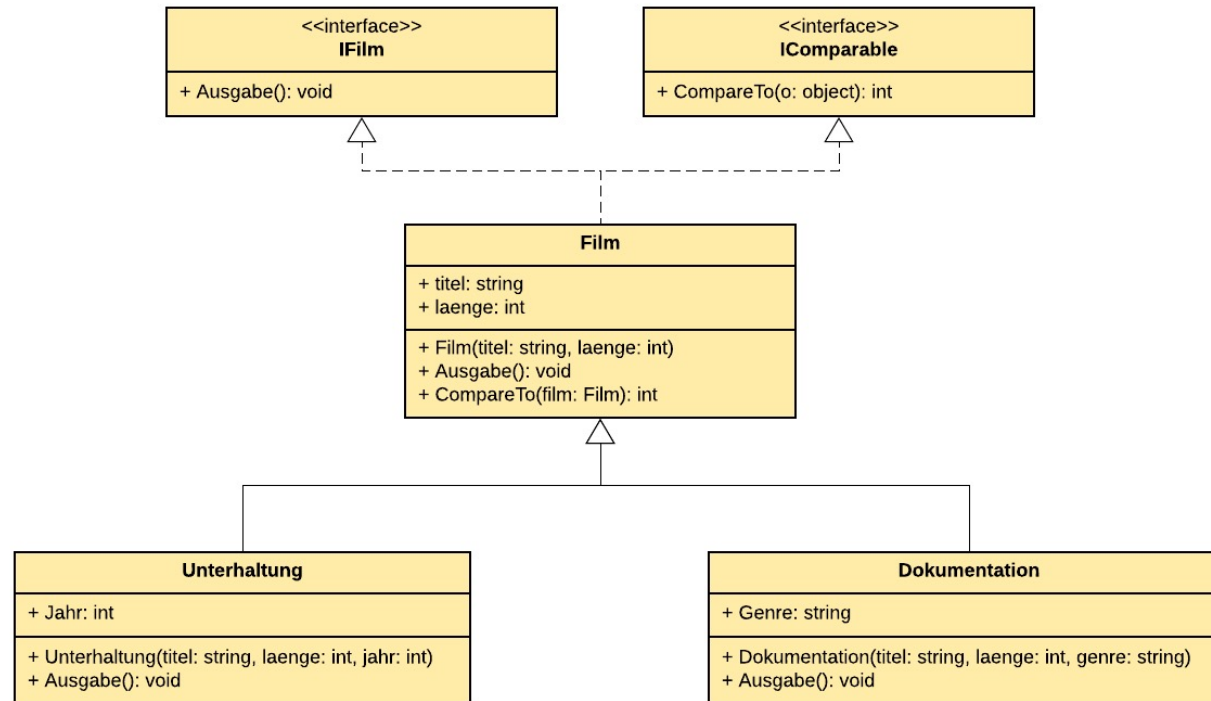 <<interface>>
IFilm
+ Ausgabe(): void
<<interface>>
IComparable
+ CompareTo(o: object): int
Film
+ titel: string
+ laenge: int
+ Film(titel: string, laenge: int)
+ Ausgabe(): void
+ CompareTo(film: Film): int
Unterhaltung
+ Jahr: int
+ Unterhaltung(titel: string, laenge: int, jahr: int)
+ Ausgabe(): void
Dokumentation
+ Genre: string
+ Dokumentation(titel: string, laenge: int, genre: string)
+ Ausgabe(): void